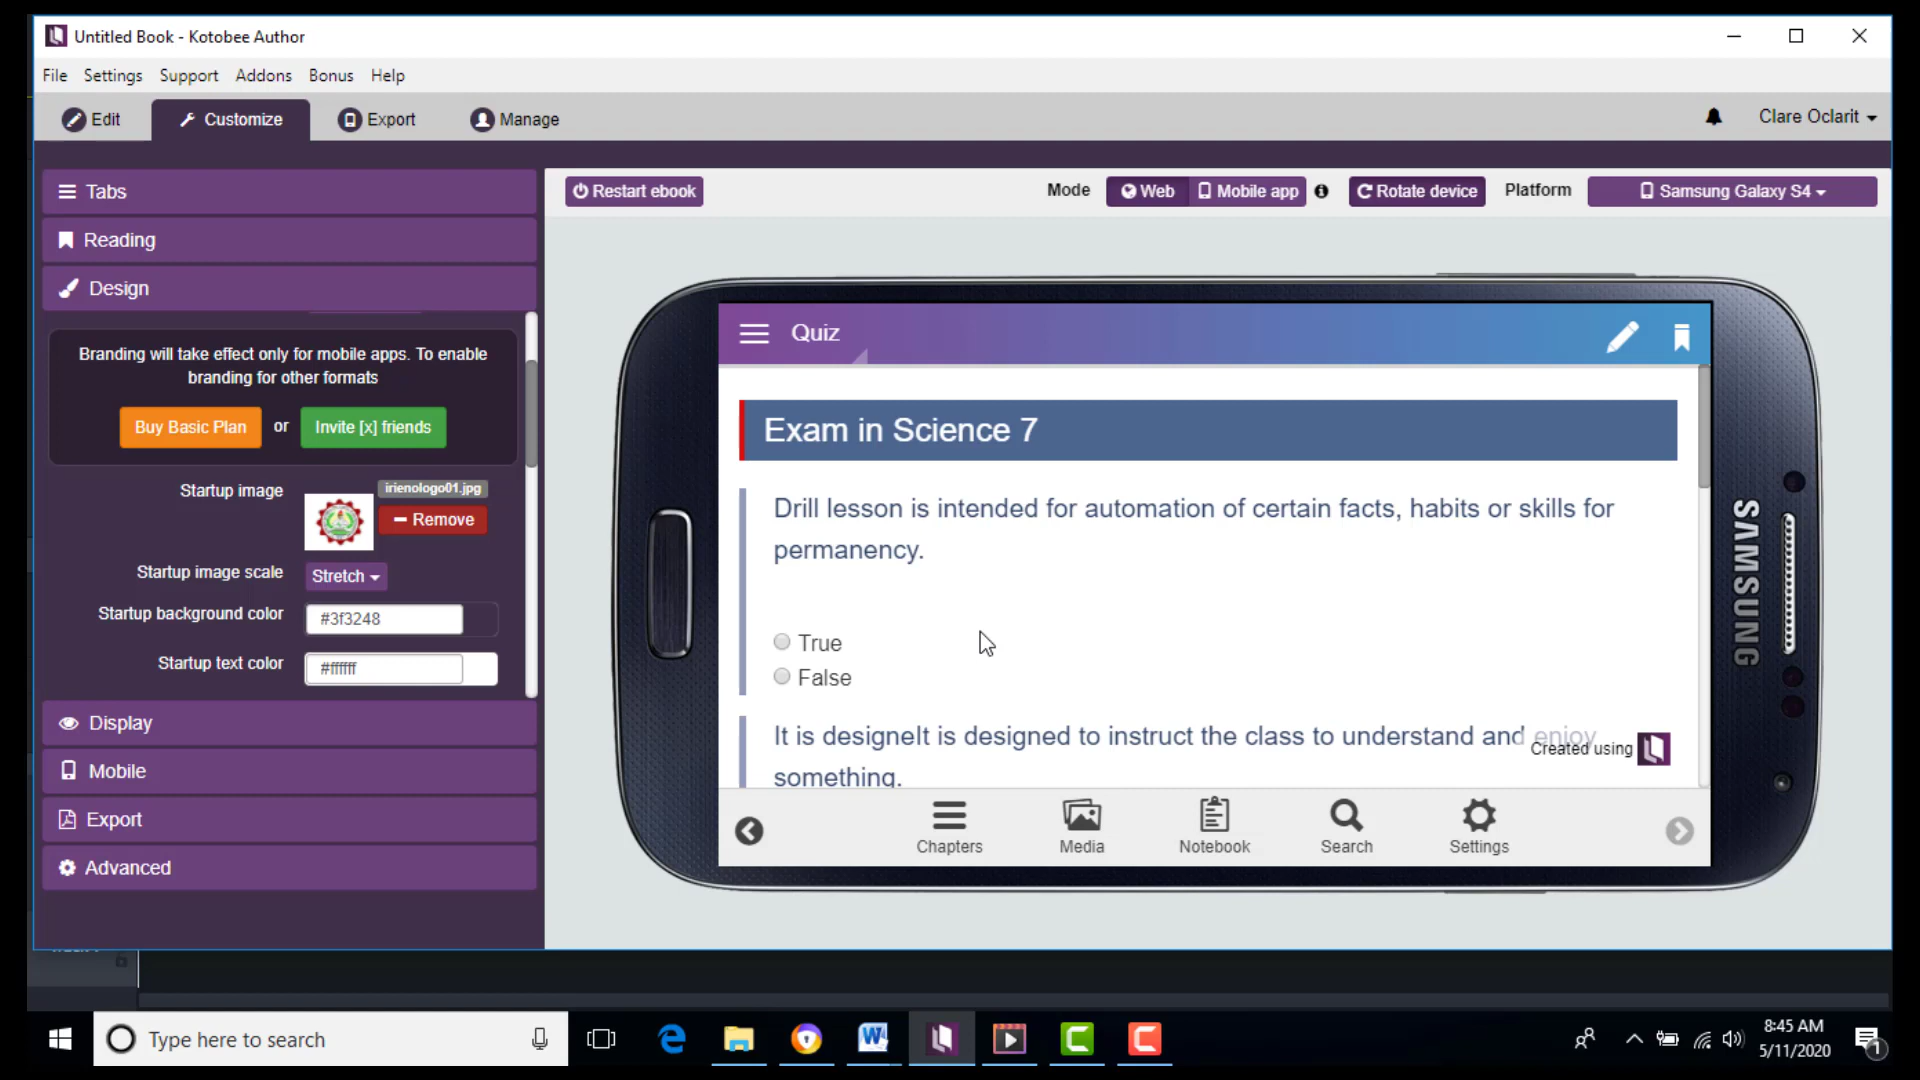 Untitled Book - Kotobee Author
File Settings Support Addons Bonus Help
Edit Customize Export Manage Clare Oclarit
Tabs
Reading
Design
Branding will take effect only for mobile apps. To enable
branding for other formats
Buy Basic Plan or Invite [x] friends
Startup image irienologo01.jpg
Remove
Startup image scale Stretch
Startup background color #3f3248
Startup text color #ffffff
Display
Mobile
Export
Advanced
Restart ebook Mode Web Mobile app Rotate device Platform Samsung Galaxy S4
Quiz
Exam in Science 7
Drill lesson is intended for automation of certain facts, habits or skills for
permanency.
True
False
It is designeIt is designed to instruct the class to understand and enjoy
something.
Created using
Chapters Media Notebook Search Settings
SAMSUNG
Type here to search
8:45 AM
5/11/2020
1